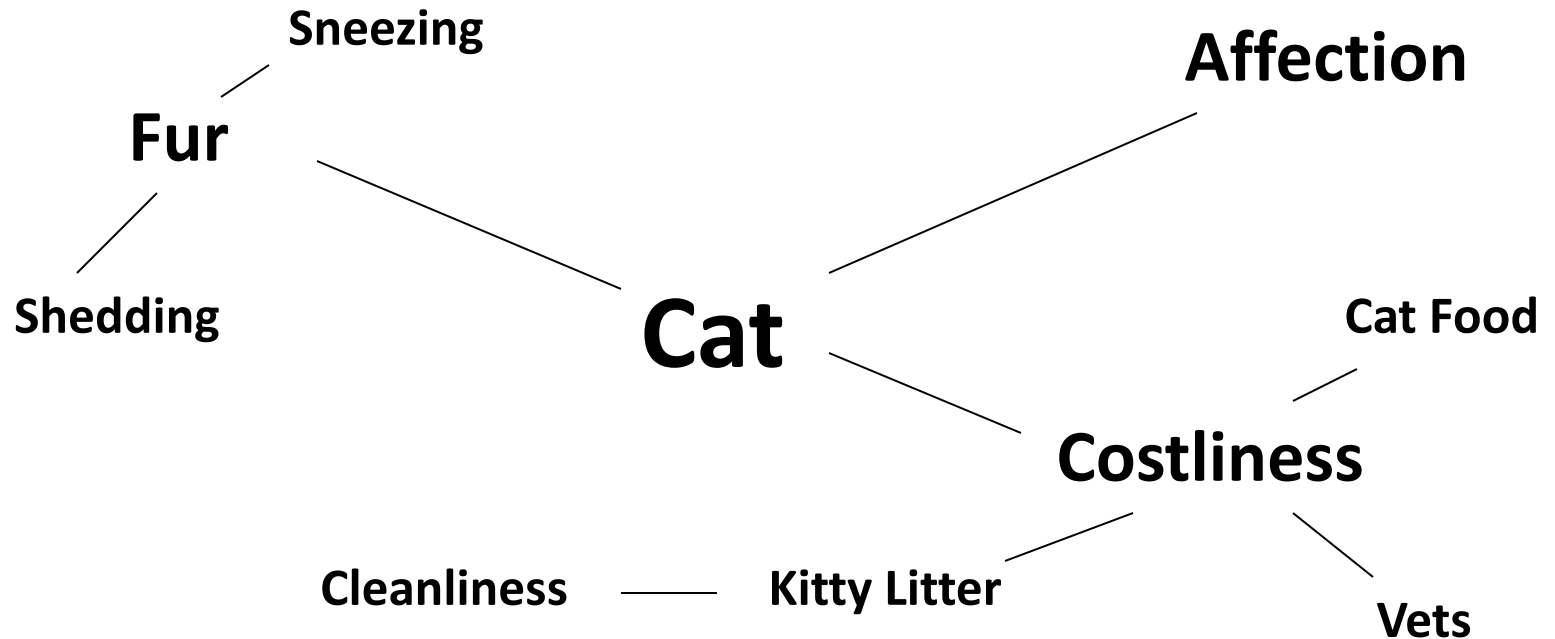 Sneezing
Affection
Fur
Shedding
Cat
Cat Food
Costliness
Cleanliness
Kitty Litter
Vets